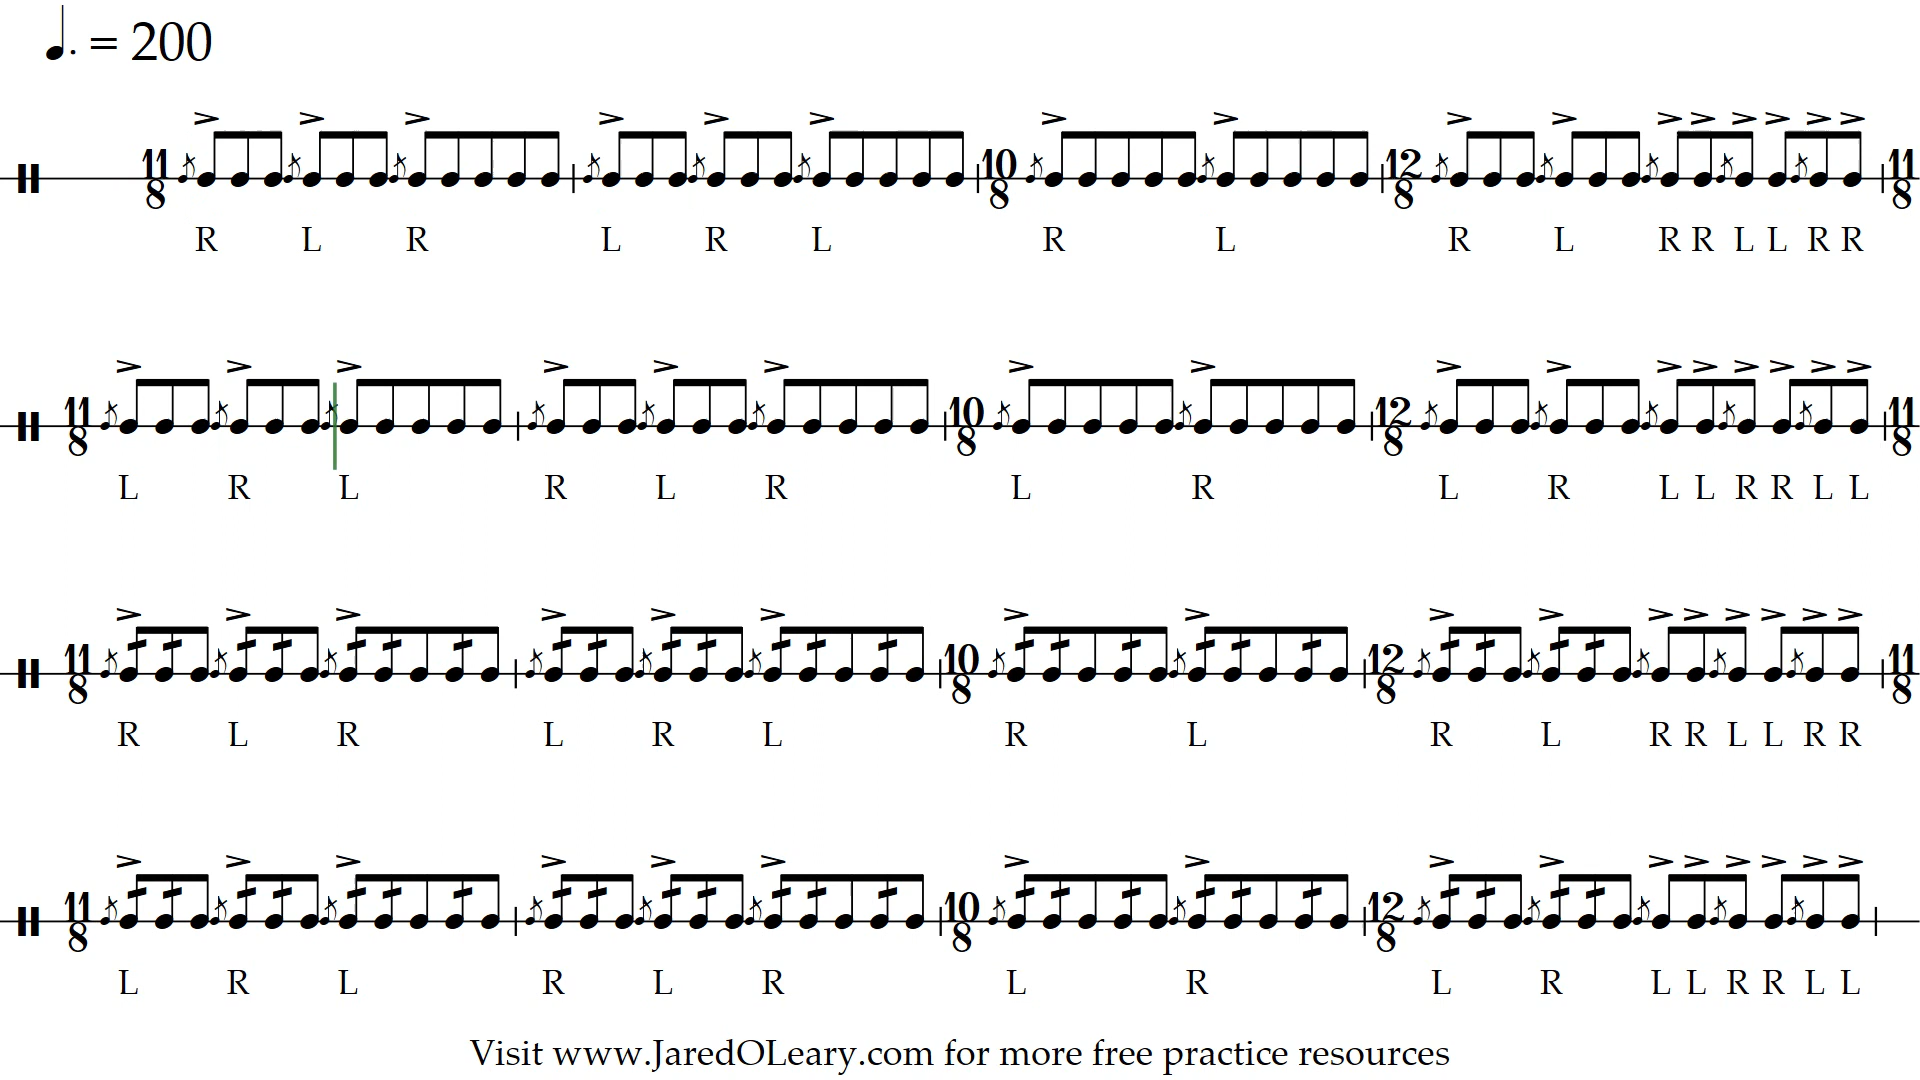 ♩. = 200
11 8 11 8 10 8 12 8 11 8
R L R L R L R L R L R R L L R R
11 8 10 8 12 8 11 8
L R L R L R L R L R L L R R L L
11 8 10 8 12 8 11 8
R L R L R L R L R L R R L L R R
11 8 10 8 12 8
L R L R L R L R L R L L R R L L
Visit www.JaredOLeary.com for more free practice resources